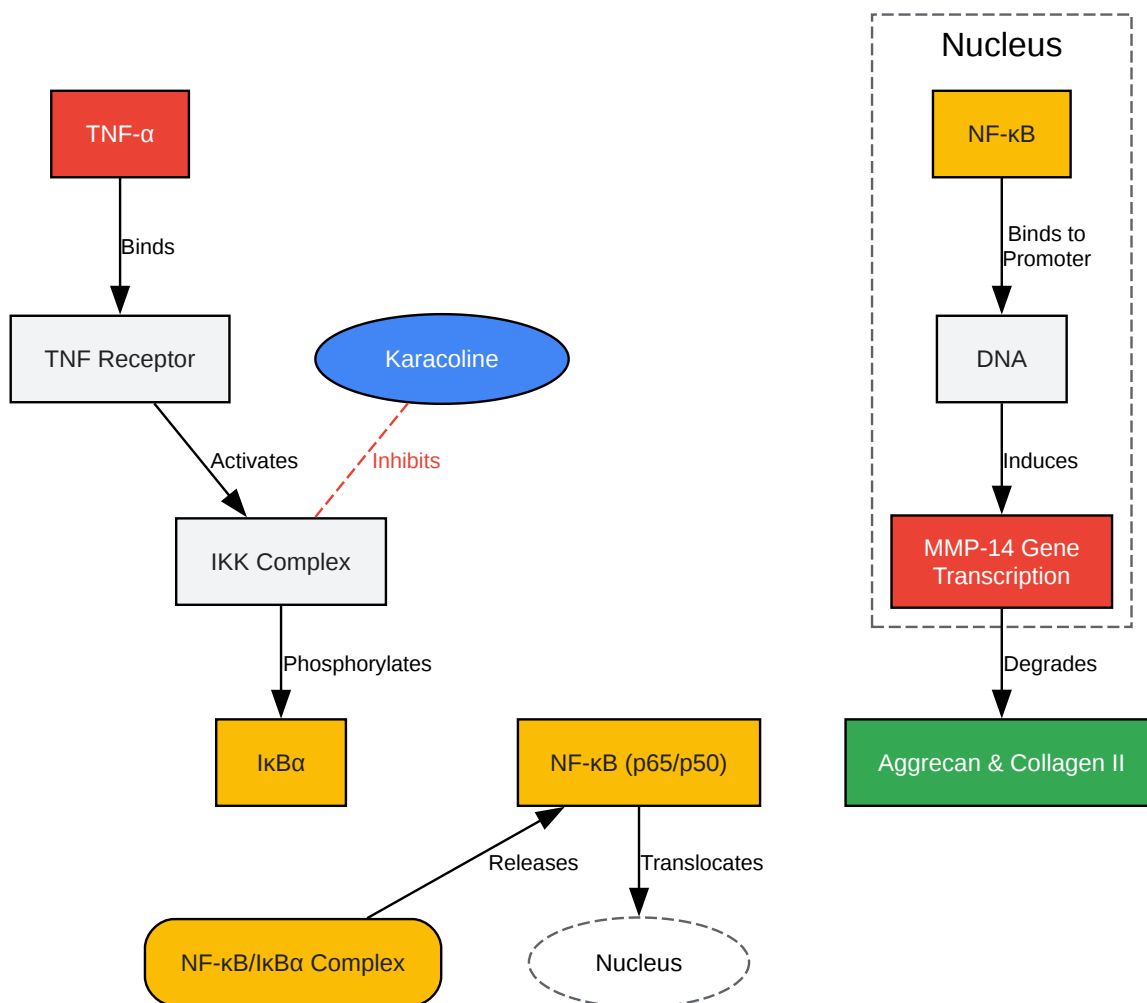 Nucleus
TNF-α
NF-κB
Binds
Binds to
Promoter
TNF Receptor
Karacoline
DNA
Activates
Inhibits
Induces
IKK Complex
MMP-14 Gene
Transcription
Phosphorylates
Degrades
IκBα
NF-κB (p65/p50)
Aggrecan & Collagen II
Releases
Translocates
NF-κB/IκBα Complex
Nucleus